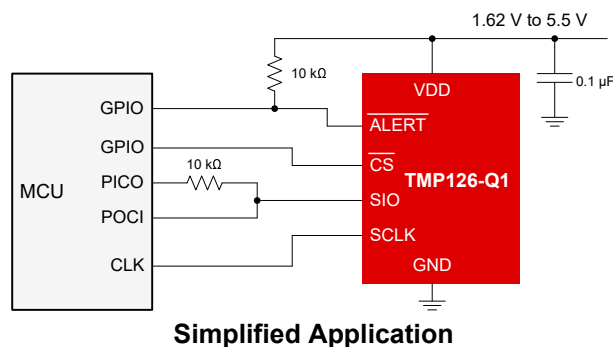 1.62 V to 5.5 V
10 kΩ
0.1 µF
VDD
GPIO
ALERT
GPIO
CS
10 kΩ
TMP126-Q1
PICO
MCU
SIO
POCI
SCLK
CLK
GND
Simplified Application